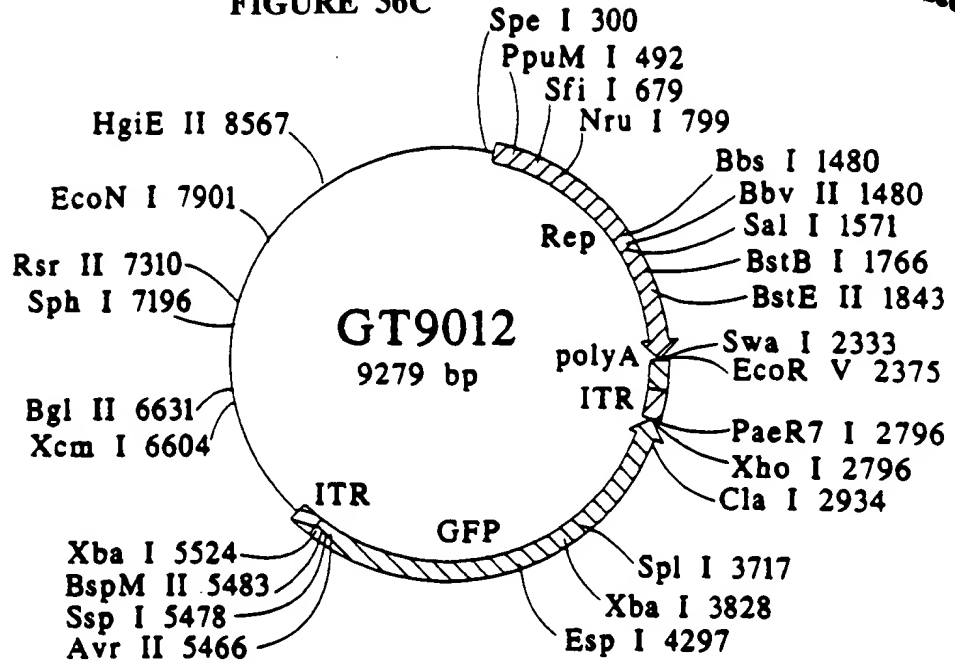 FIGURE 56C
Spe I 300
PpuM I 492
Sfi I 679
Nru I 799
Bbs I 1480
Bbv II 1480
Sal I 1571
BstB I 1766
BstE II 1843
Swa I 2333
EcoR V 2375
PaeR7 I 2796
Xho I 2796
Cla I 2934
Spl I 3717
Xba I 3828
Esp I 4297
HgiE II 8567
EcoN I 7901
Rsr II 7310
Sph I 7196
Bgl II 6631
Xcm I 6604
Xba I 5524
BspM II 5483
Ssp I 5478
Avr II 5466
Rep
GT9012
9279 bp
polyA
ITR
ITR
GFP